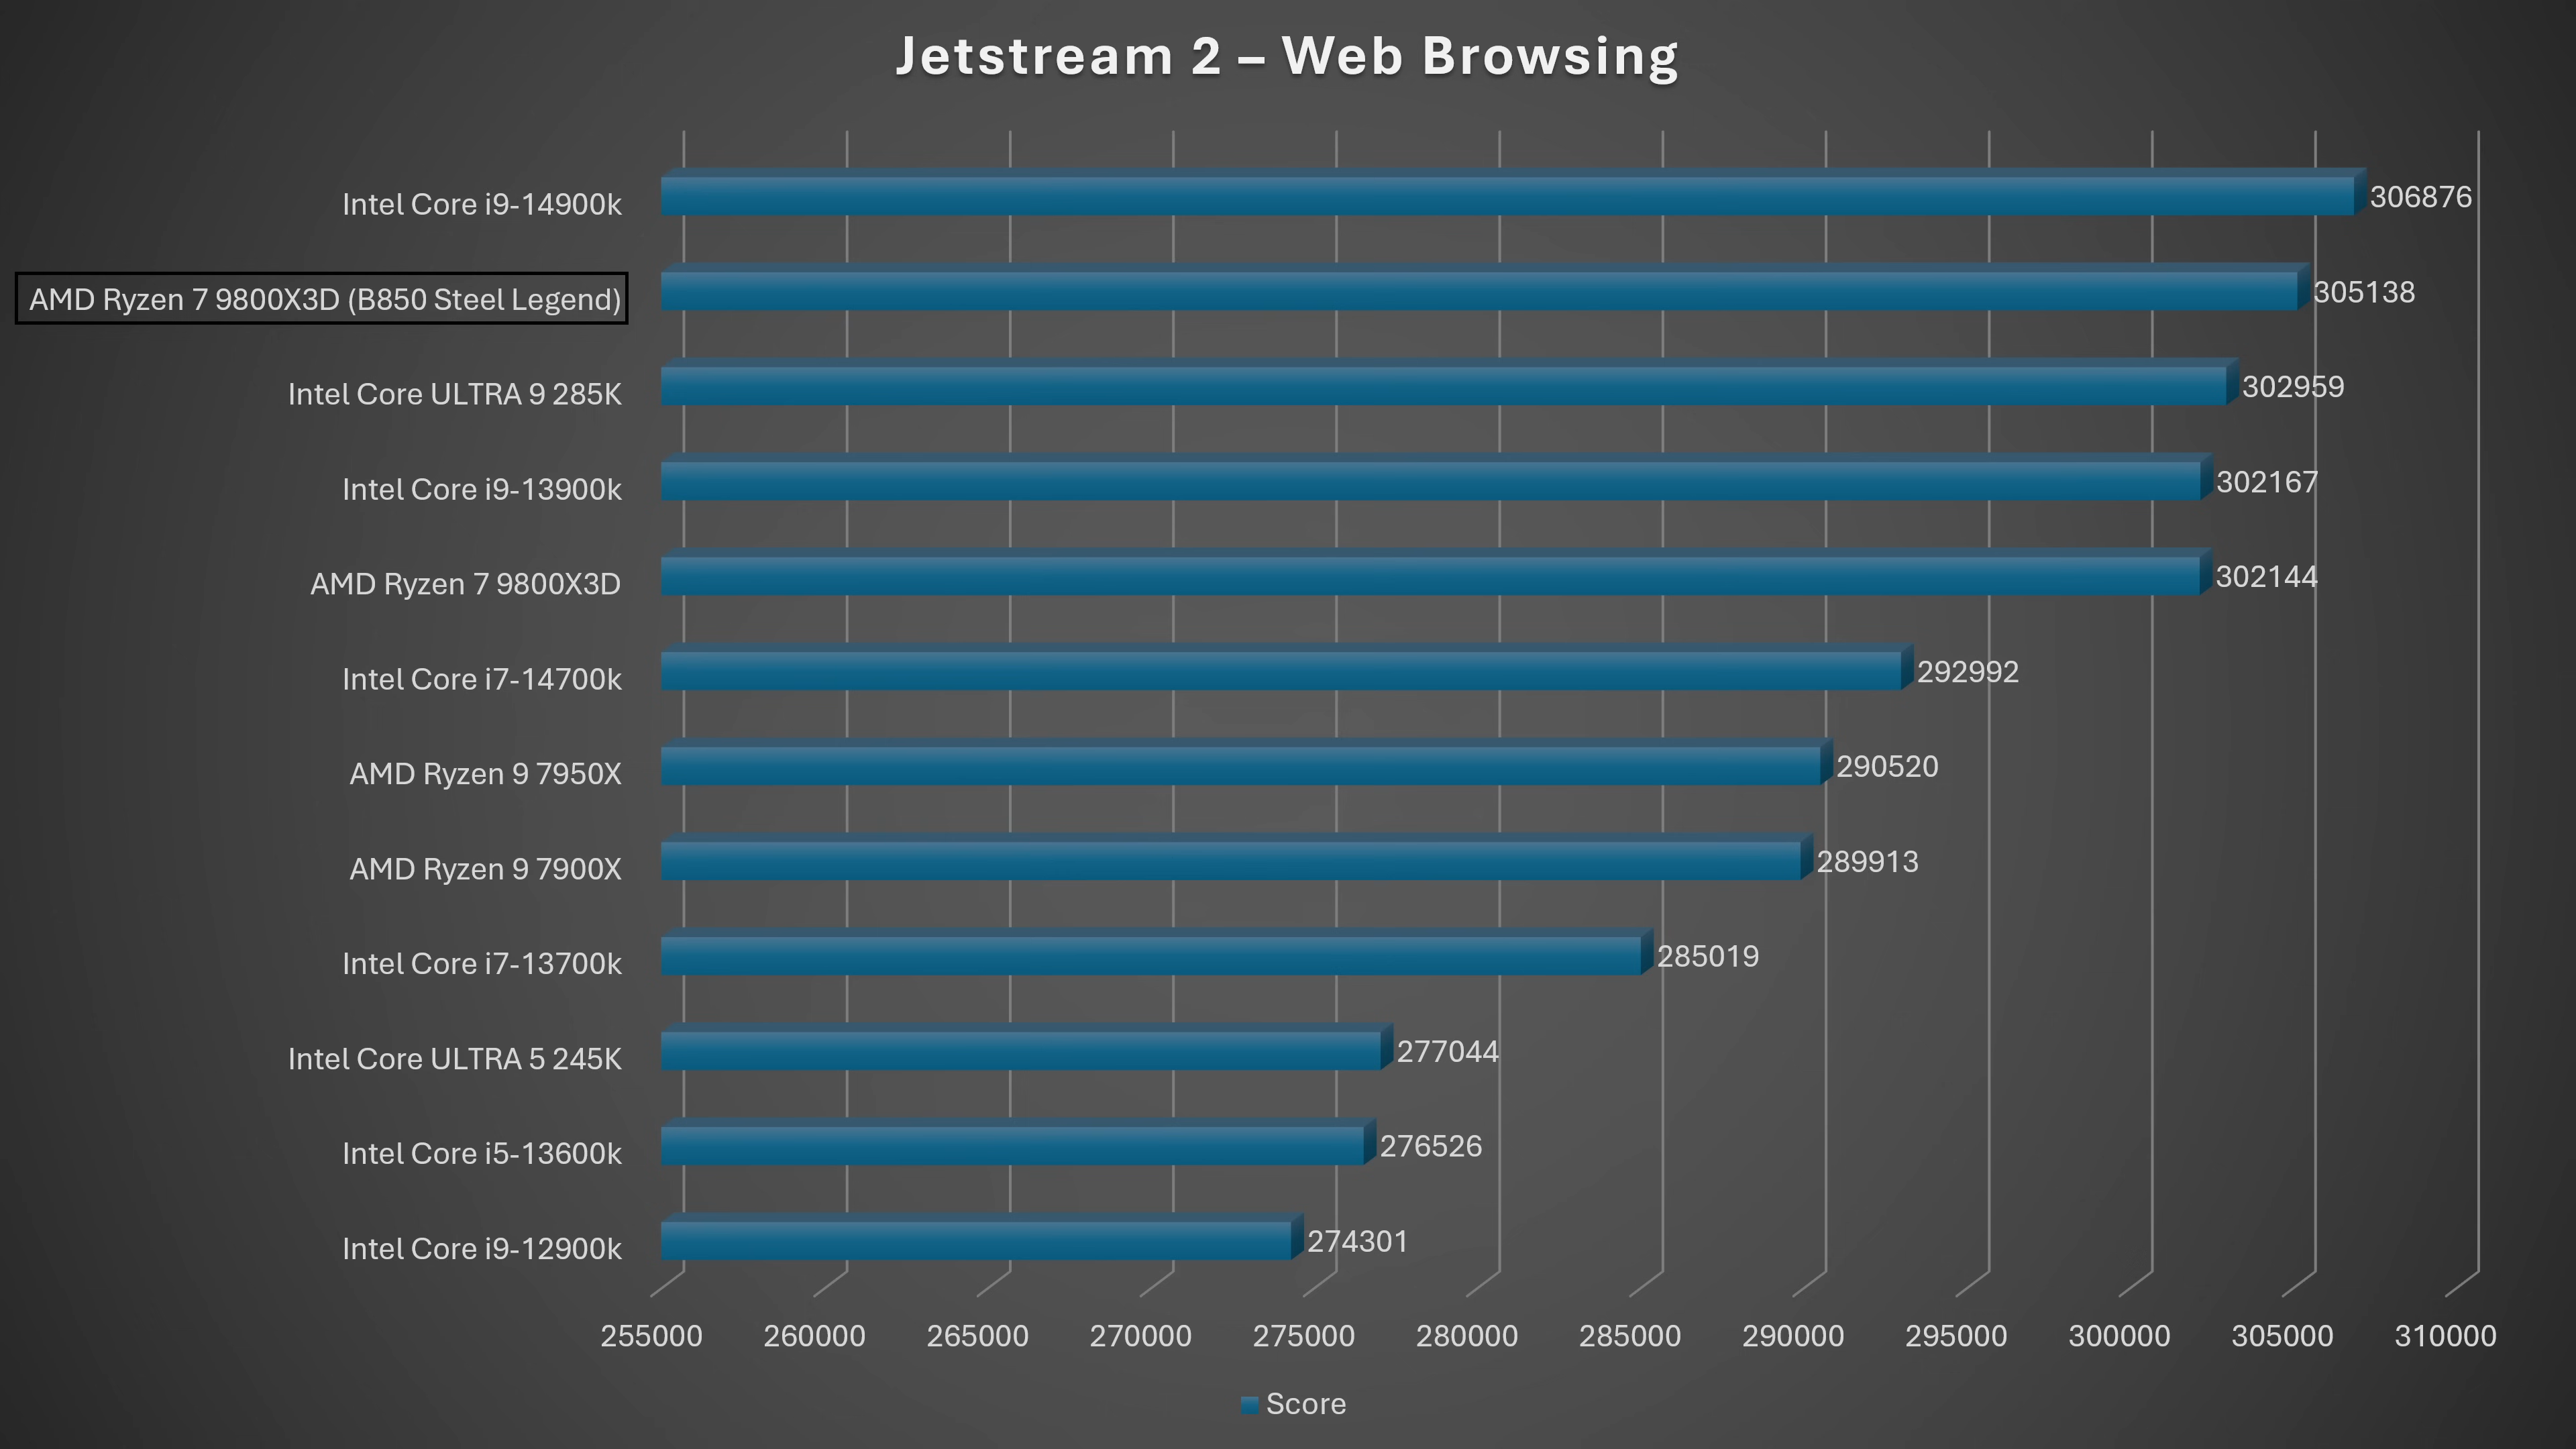 Jetstream 2 – Web Browsing
Intel Core i9-14900k 306876
AMD Ryzen 7 9800X3D (B850 Steel Legend) 305138
Intel Core ULTRA 9 285K 302959
Intel Core i9-13900k 302167
AMD Ryzen 7 9800X3D 302144
Intel Core i7-14700k 292992
AMD Ryzen 9 7950X 290520
AMD Ryzen 9 7900X 289913
Intel Core i7-13700k 285019
Intel Core ULTRA 5 245K 277044
Intel Core i5-13600k 276526
Intel Core i9-12900k 274301
255000 260000 265000 270000 275000 280000 285000 290000 295000 300000 305000 310000
Score